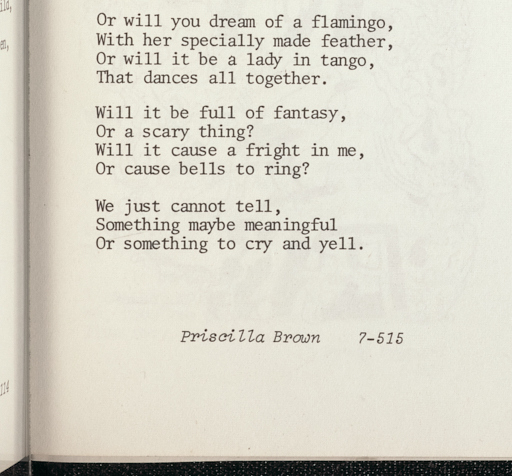 Or will you dream of a flamingo,
With her specially made feather,
Or will it be a lady in tango,
That dances all together.
Will it be full of fantasy,
Or a scary thing?
Will it cause a fright in me,
Or cause bells to ring?
We just cannot tell,
Something maybe meaningful
Or something to cry and yell.
Priscilla Brown 7-515
114